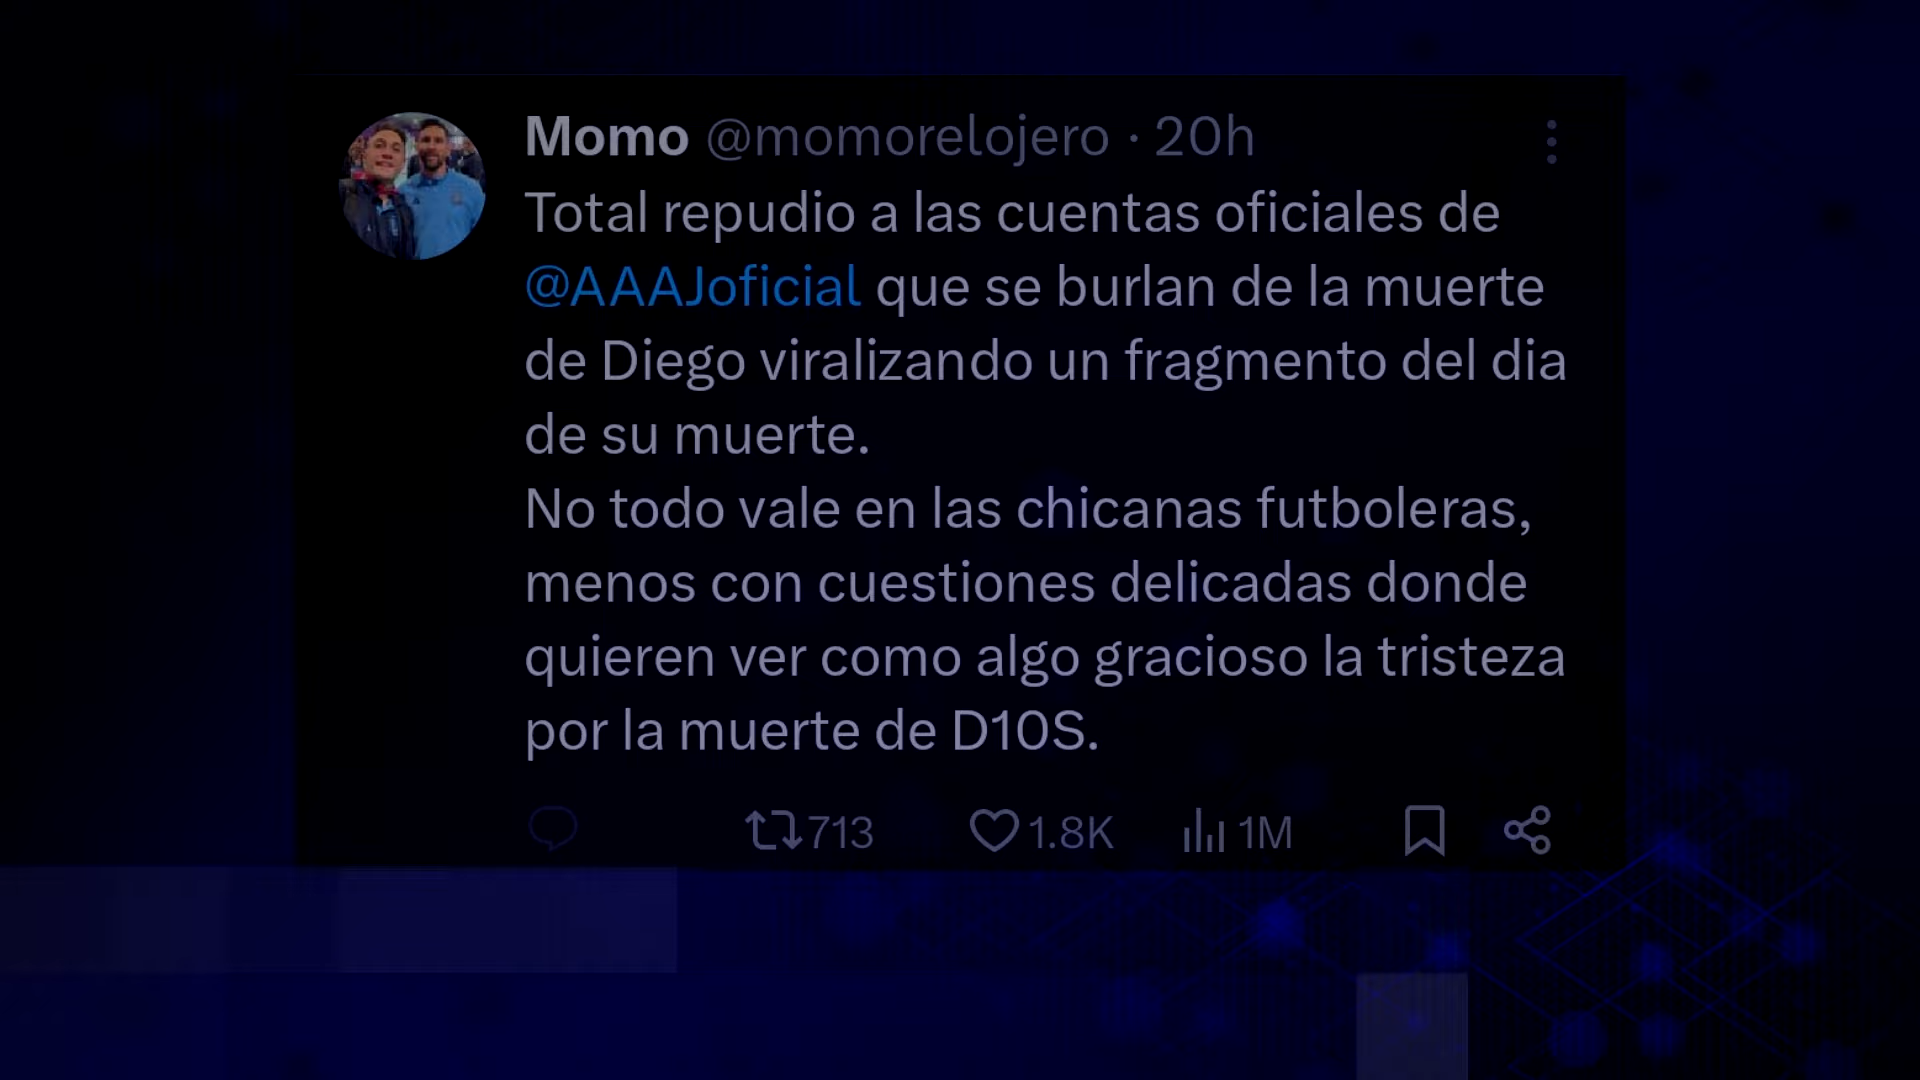 Momo @momorelojero · 20h
Total repudio a las cuentas oficiales de
@AAAJoficial que se burlan de la muerte
de Diego viralizando un fragmento del dia
de su muerte.
No todo vale en las chicanas futboleras,
menos con cuestiones delicadas donde
quieren ver como algo gracioso la tristeza
por la muerte de D10S.
713 1.8K 1M